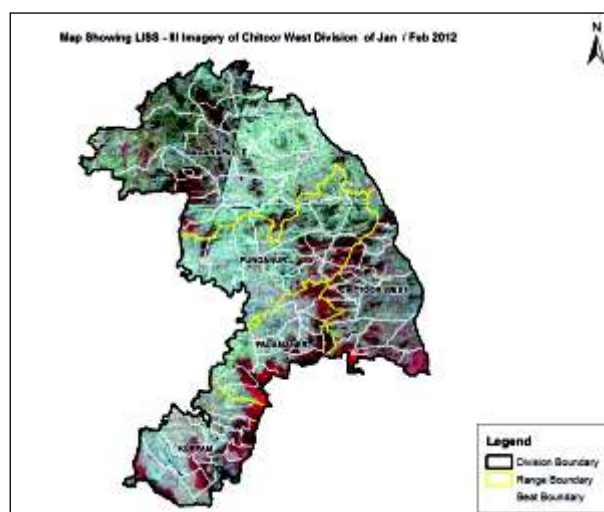 Map Showing LISS - III Imagery of Chitoor West Division of Jan / Feb 2012
N
PUNGANUR
CHITOOR WEST
PALAMANER
KUPPAM
Legend
Division Boundary
Range Boundary
Beat Boundary